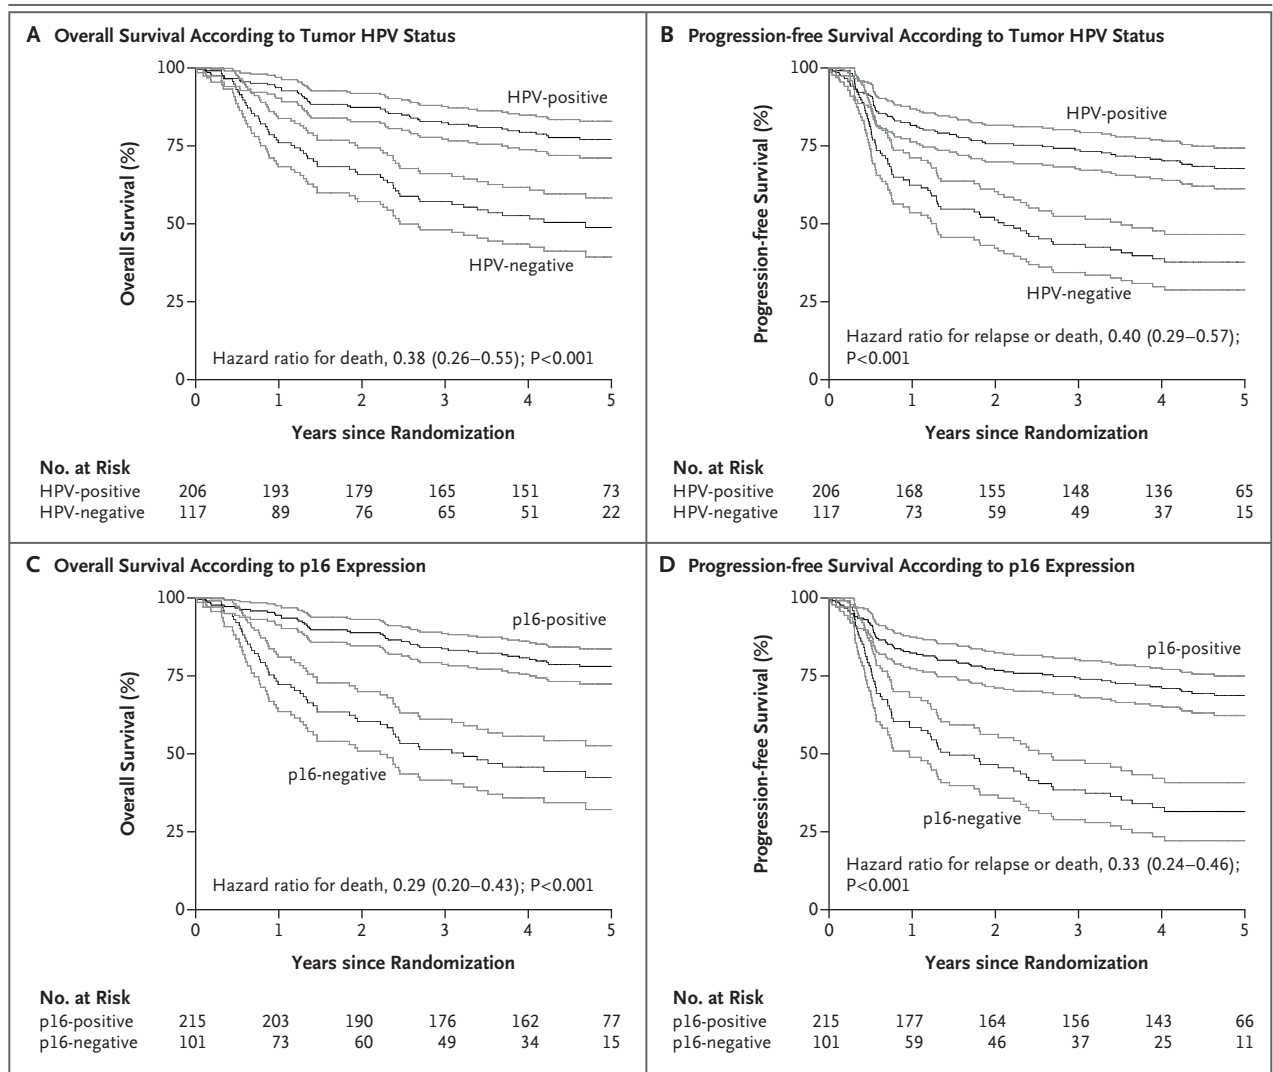 A Overall Survival According to Tumor HPV Status
100
75
50
25
0
Overall Survival (%)
HPV-positive
HPV-negative
Hazard ratio for death, 0.38 (0.26–0.55); P<0.001
0 1 2 3 4 5
Years since Randomization
No. at Risk
HPV-positive 206 193 179 165 151 73
HPV-negative 117 89 76 65 51 22
B Progression-free Survival According to Tumor HPV Status
100
75
50
25
0
Progression-free Survival (%)
HPV-positive
HPV-negative
Hazard ratio for relapse or death, 0.40 (0.29–0.57);
P<0.001
0 1 2 3 4 5
Years since Randomization
No. at Risk
HPV-positive 206 168 155 148 136 65
HPV-negative 117 73 59 49 37 15
C Overall Survival According to p16 Expression
100
75
50
25
0
Overall Survival (%)
p16-positive
p16-negative
Hazard ratio for death, 0.29 (0.20–0.43); P<0.001
0 1 2 3 4 5
Years since Randomization
No. at Risk
p16-positive 215 203 190 176 162 77
p16-negative 101 73 60 49 34 15
D Progression-free Survival According to p16 Expression
100
75
50
25
0
Progression-free Survival (%)
p16-positive
p16-negative
Hazard ratio for relapse or death, 0.33 (0.24–0.46);
P<0.001
0 1 2 3 4 5
Years since Randomization
No. at Risk
p16-positive 215 177 164 156 143 66
p16-negative 101 59 46 37 25 11